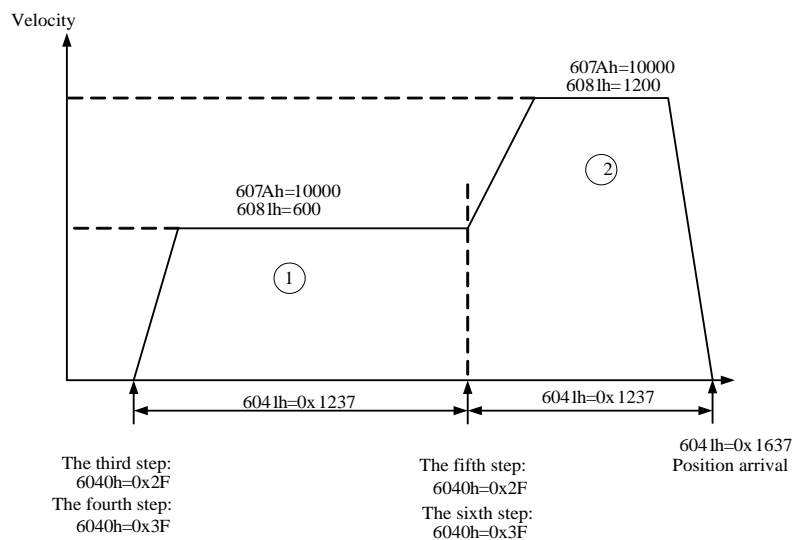 Velocity
607Ah=10000
6081h=1200
2
607Ah=10000
6081h=600
1
6041h=0x1237
6041h=0x1237
6041h=0x1637
Position arrival
The third step:
6040h=0x2F
The fourth step:
6040h=0x3F
The fifth step:
6040h=0x2F
The sixth step:
6040h=0x3F